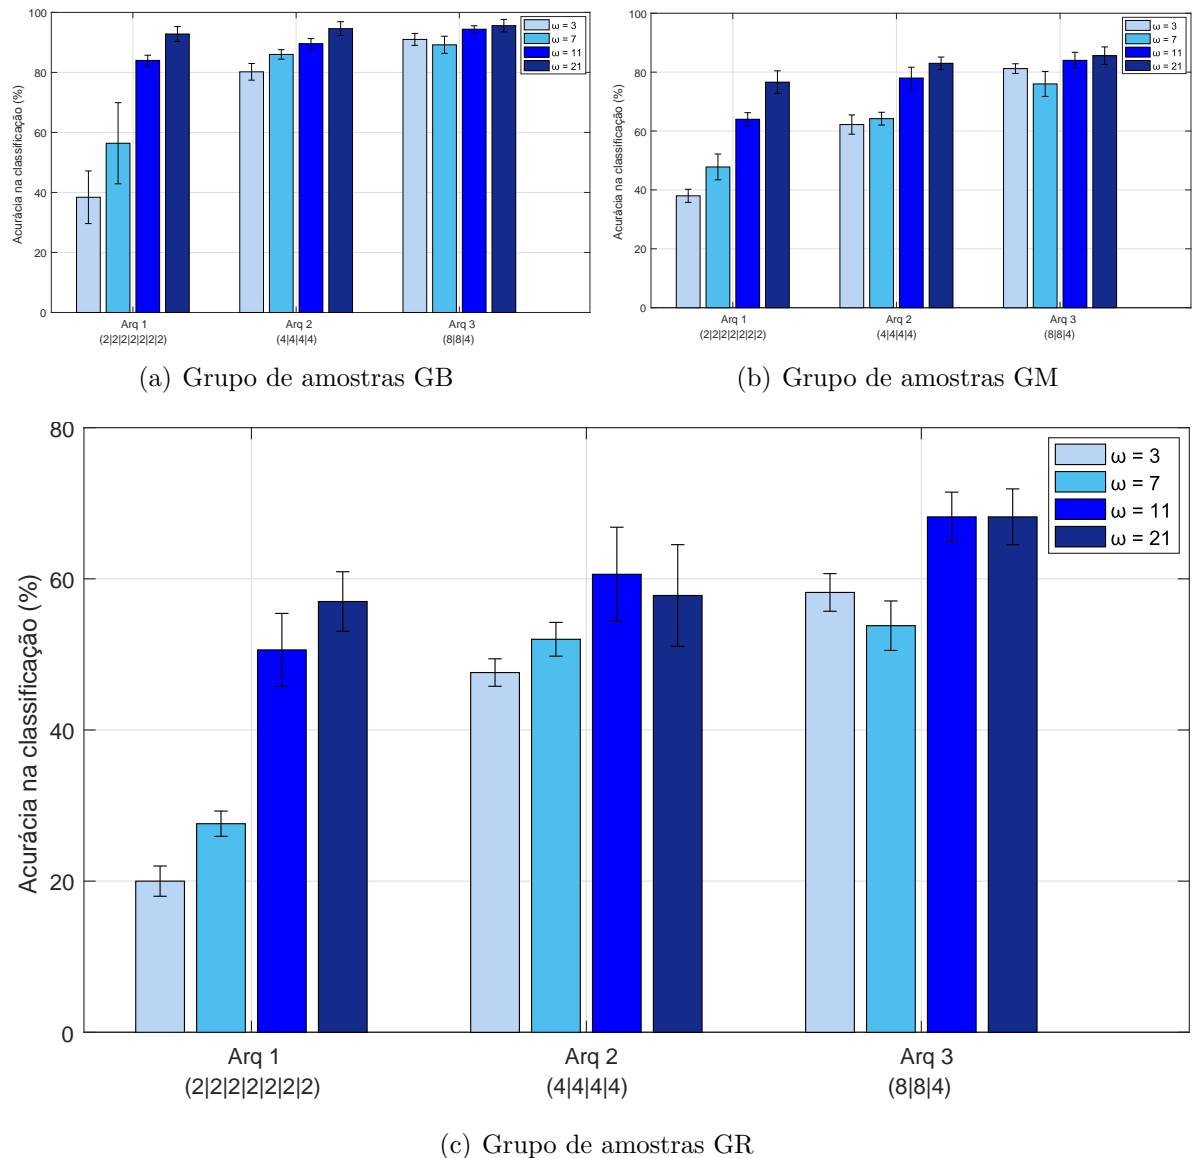 Acurácia na classificação (%)
100
80
60
40
20
0
ω = 3
ω = 7
ω = 11
ω = 21
Arq 1
(2|2|2|2|2|2|2)
Arq 2
(4|4|4|4)
Arq 3
(8|8|4)
(a) Grupo de amostras GB
Acurácia na classificação (%)
100
80
60
40
20
0
ω = 3
ω = 7
ω = 11
ω = 21
Arq 1
(2|2|2|2|2|2|2)
Arq 2
(4|4|4|4)
Arq 3
(8|8|4)
(b) Grupo de amostras GM
Acurácia na classificação (%)
80
60
40
20
0
ω = 3
ω = 7
ω = 11
ω = 21
Arq 1
(2|2|2|2|2|2|2)
Arq 2
(4|4|4|4)
Arq 3
(8|8|4)
(c) Grupo de amostras GR